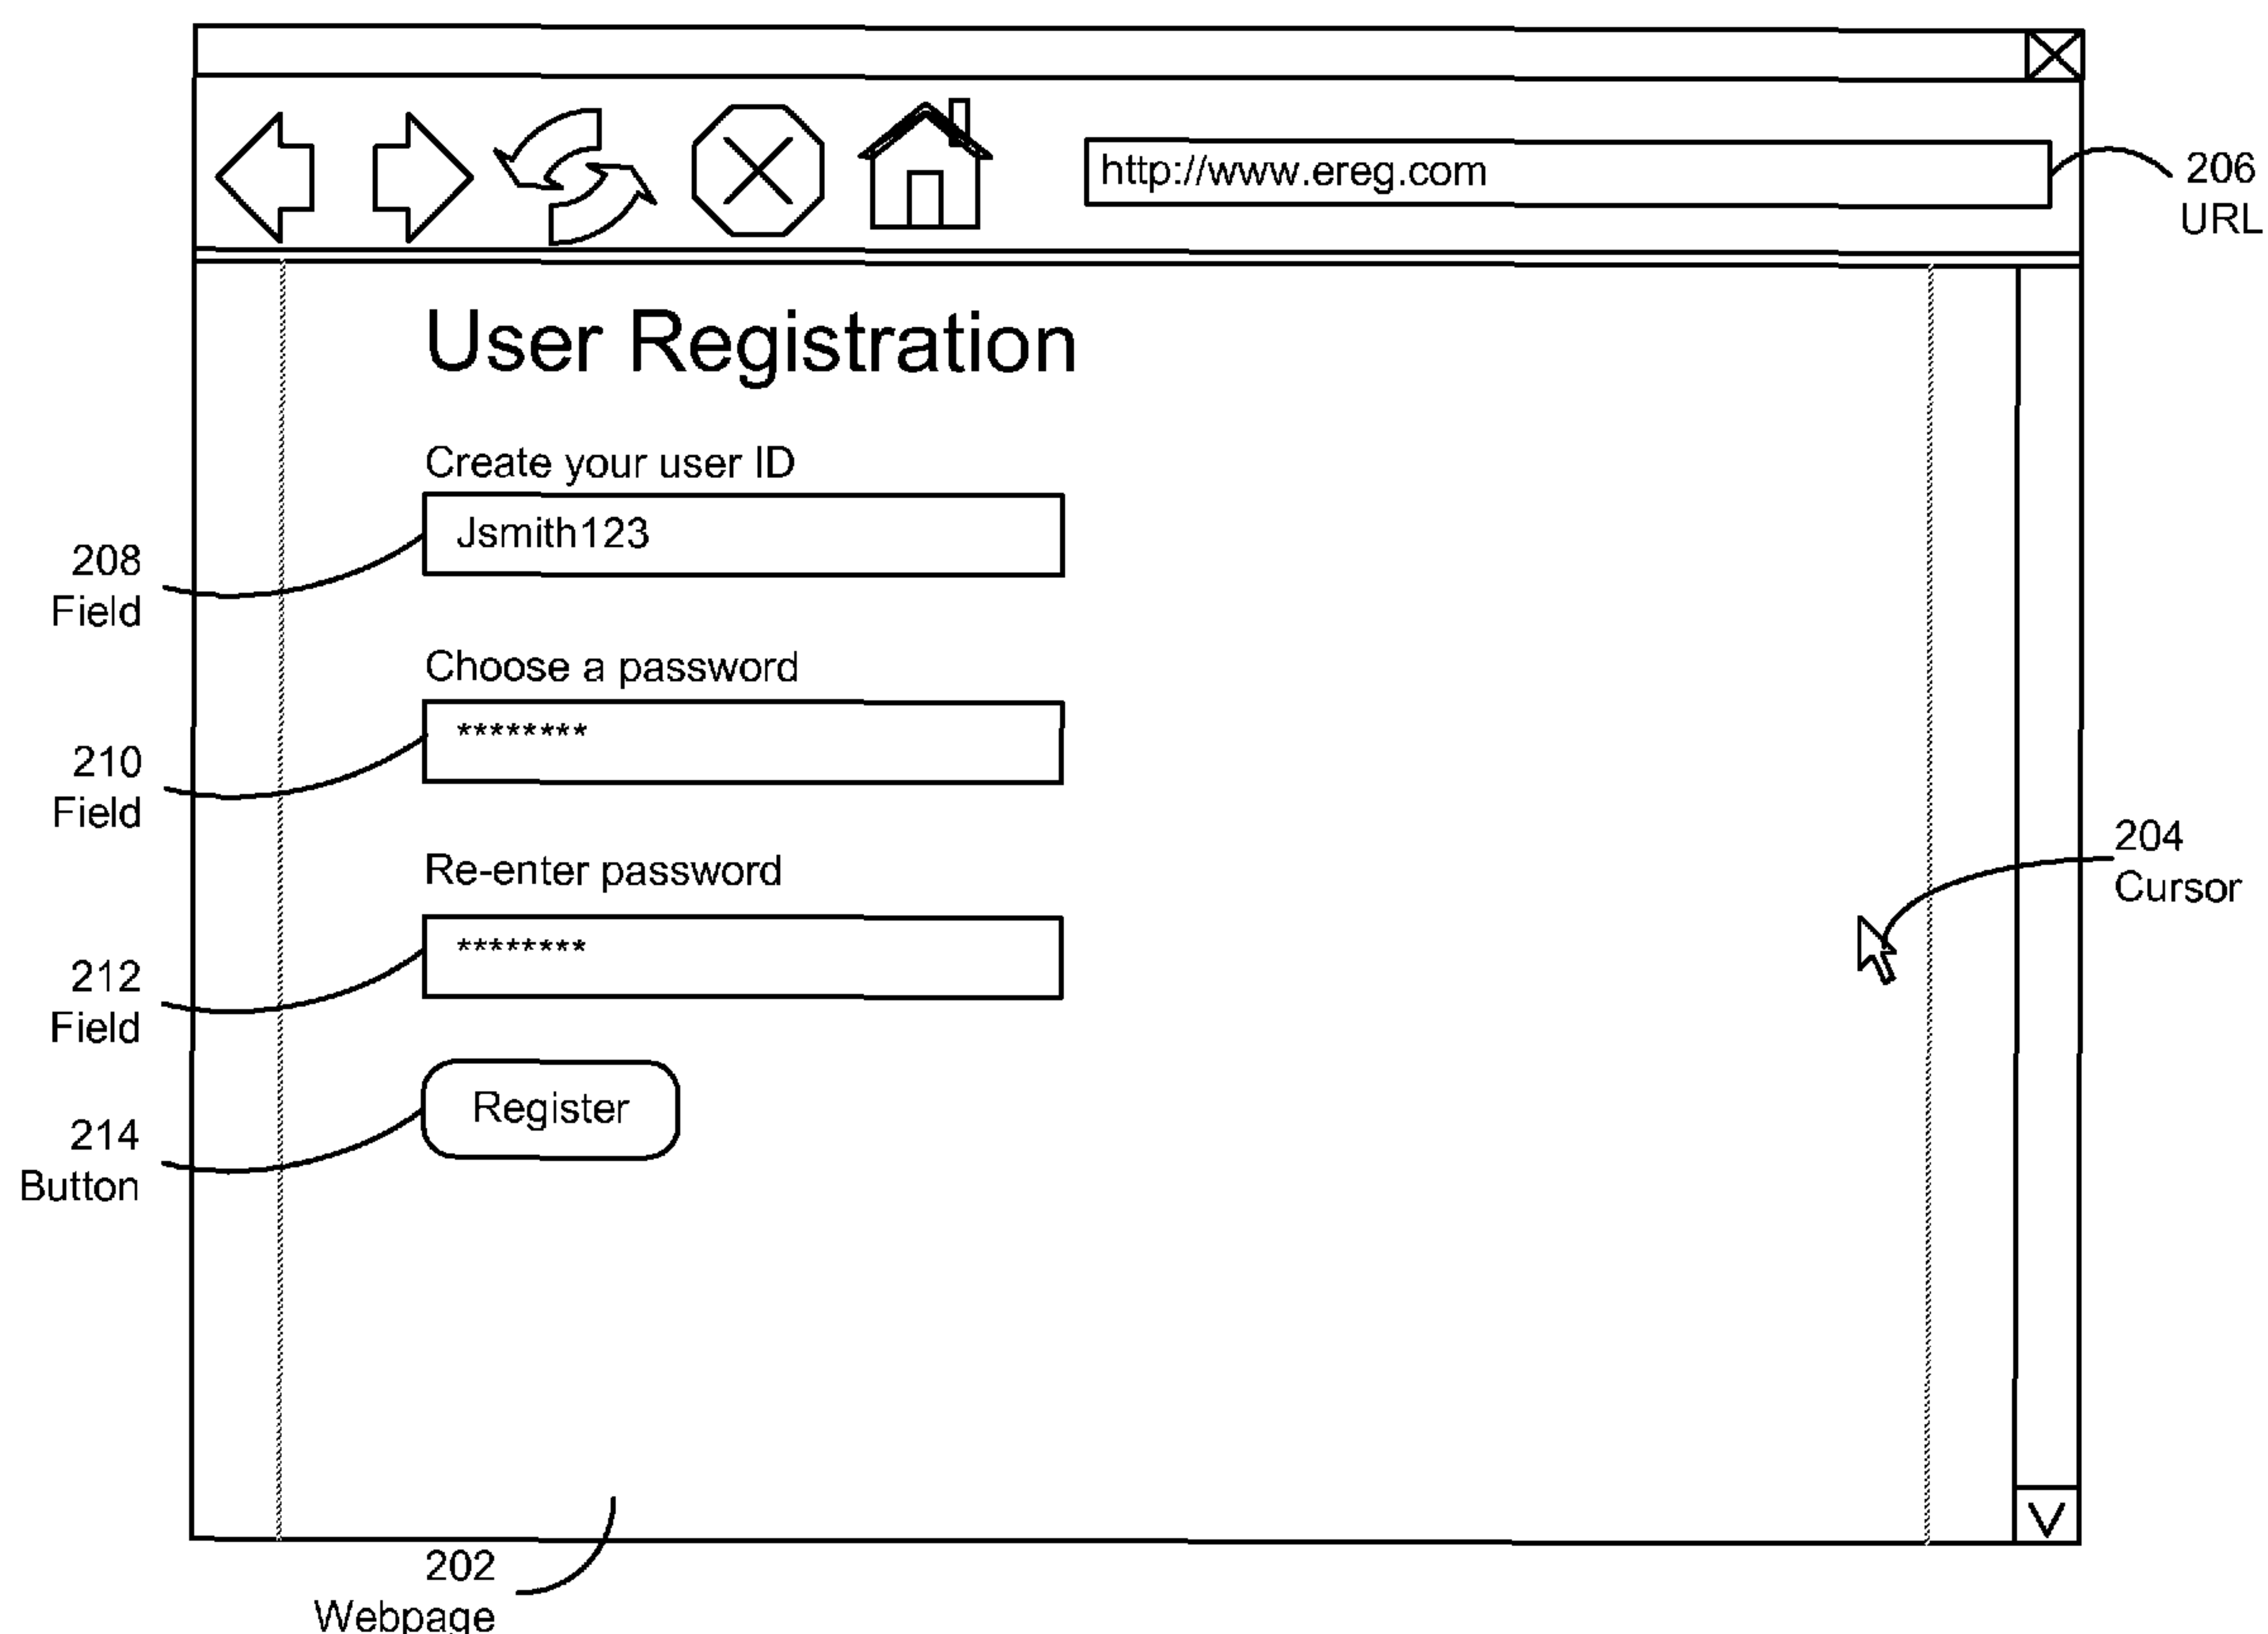 http://www.ereg.com
206
URL
User Registration
Create your user ID
Jsmith123
208
Field
Choose a password
********
210
Field
204
Cursor
Re-enter password
********
212
Field
Register
214
Button
202
Webpage